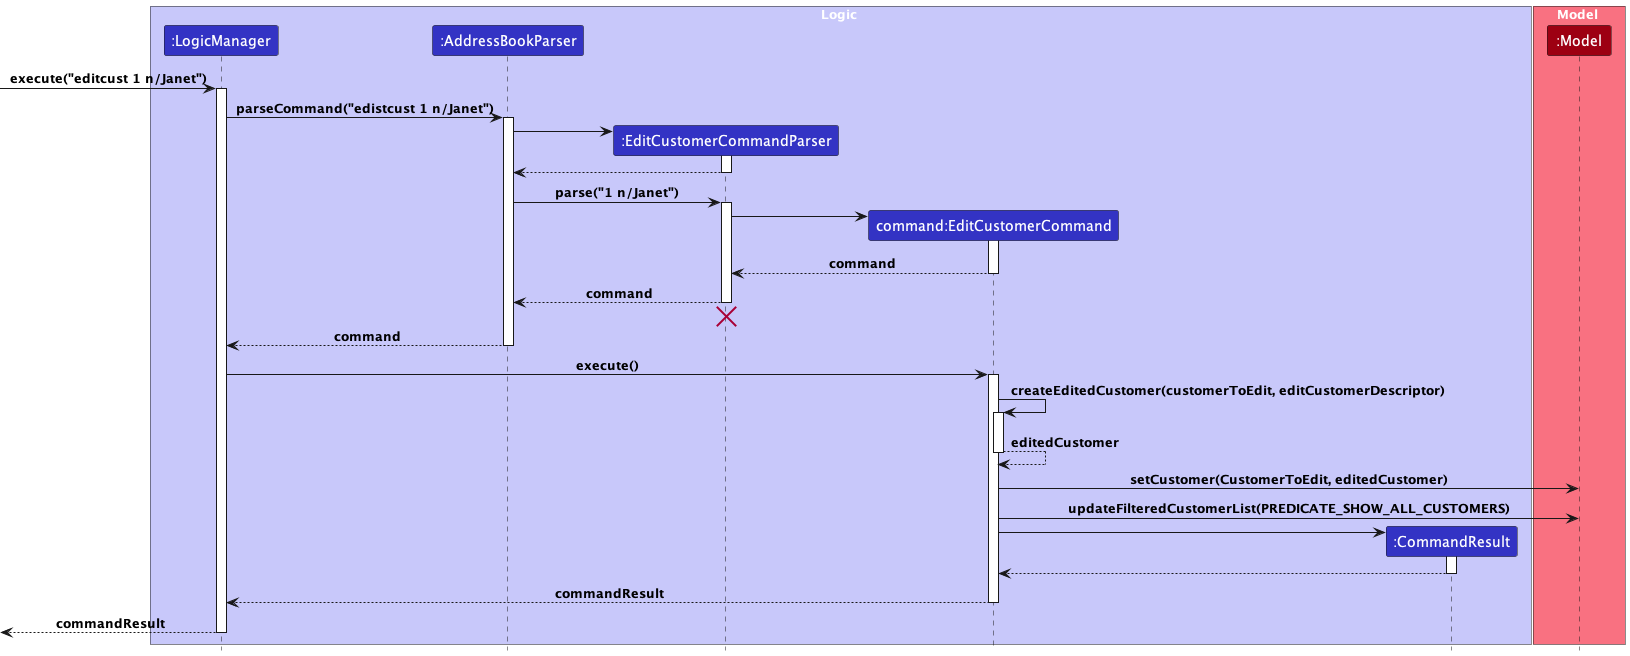 Logic
Model
:LogicManager
:AddressBookParser
:Model
execute("editcust 1 n/Janet")
parseCommand("edistcust 1 n/Janet")
:EditCustomerCommandParser
parse("1 n/Janet")
command:EditCustomerCommand
command
command
command
execute()
createEditedCustomer(customerToEdit, editCustomerDescriptor)
editedCustomer
setCustomer(CustomerToEdit, editedCustomer)
updateFilteredCustomerList(PREDICATE_SHOW_ALL_CUSTOMERS)
:CommandResult
commandResult
commandResult